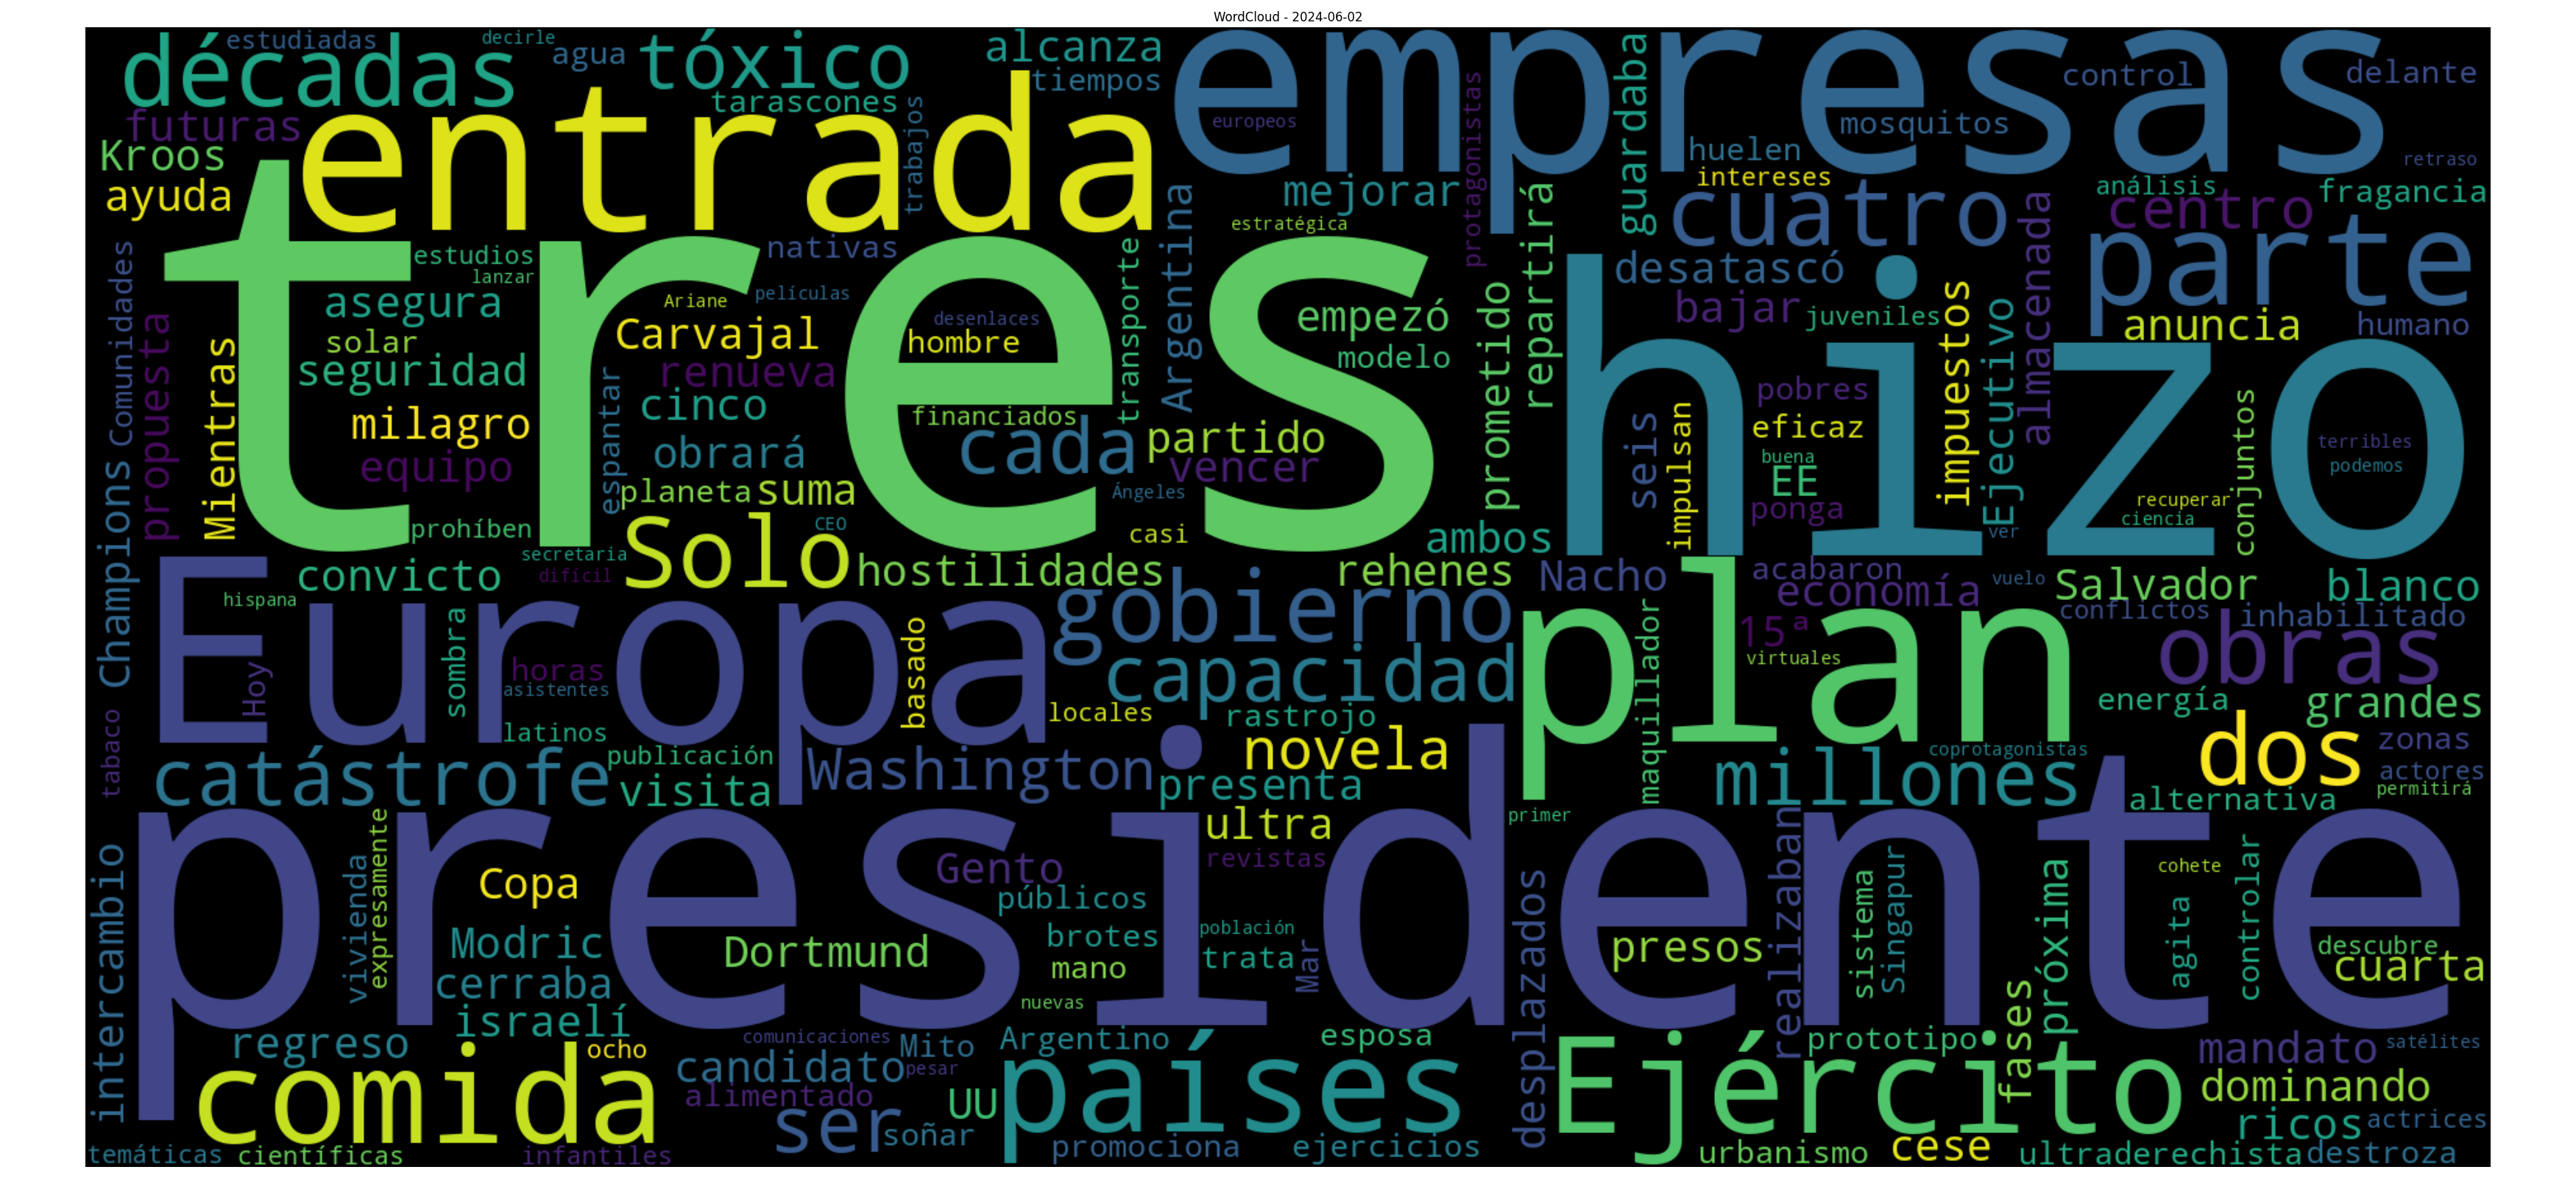 WordCloud - 2024-06-02
décadas
estudiadas
decirle
agua
tóxico
alcanza
tiempos
empresas
guardaba
control
delante
futuras
entrada
tarascones
trabajos
europeos
protagonistas
mosquitos
huelen
retraso
Kroos
ayuda
mejorar
intereses
cuatro
análisis
centro
fragancia
tres
estratégica
parte
Comunidades
estudios
lanzar
nativas
transporte
Argentina
repartirá
desatascó
almacenada
propuesta
asegura
Ariane
películas
desenlaces
empezó
prometido
hizo
bajar
juveniles
impuestos
Ejecutivo
anuncia
humano
Mientras
solar
Carvajal
hombre
modelo
seguridad
espantar
renueva
cinco
pobres
milagro
financiados
cada
partido
seis
impulsan
eficaz
conjuntos
terribles
equipo
obrará
vencer
buena
EE
podemos
Champions
planeta
suma
Ángeles
ponga
recuperar
ciencia
prohíben
Solo
CEO
casi
ambos
ver
secretaria
difícil
convicto
hostilidades
rehenes
Nacho
acabaron
economía
vuelo
Salvador
blanco
Europa
hispana
gobierno
plan
conflictos
inhabilitado
Hoy
sombra
horas
asistentes
basado
capacidad
maquillador
15ª
virtuales
obras
tabaco
latinos
locales
rastrojo
energía
grandes
catástrofe
publicación
visita
Washington
novela
presenta
millones
coprotagonistas
dos
zonas
actores
permitirá
alternativa
presidente
ultra
primer
intercambio
vivienda
expresamente
Copa
Gento
revistas
públicos
desplazados
realizaban
sistema
Singapur
próxima
cohete
agita
controlar
Modric
Dortmund
brotes
población
mano
trata
Mar
presos
descubre
cuarta
cerraba
israelí
nuevas
fases
regreso
ocho
comunicaciones
Mito
Argentino
esposa
prototipo
mandato
satélites
comida
candidato
pesar
países
Ejército
dominando
alimentado
ser
UU
soñar
promociona
ejercicios
ricos
actrices
temáticas
científicas
infantiles
urbanismo
cese
ultraderechista
destroza